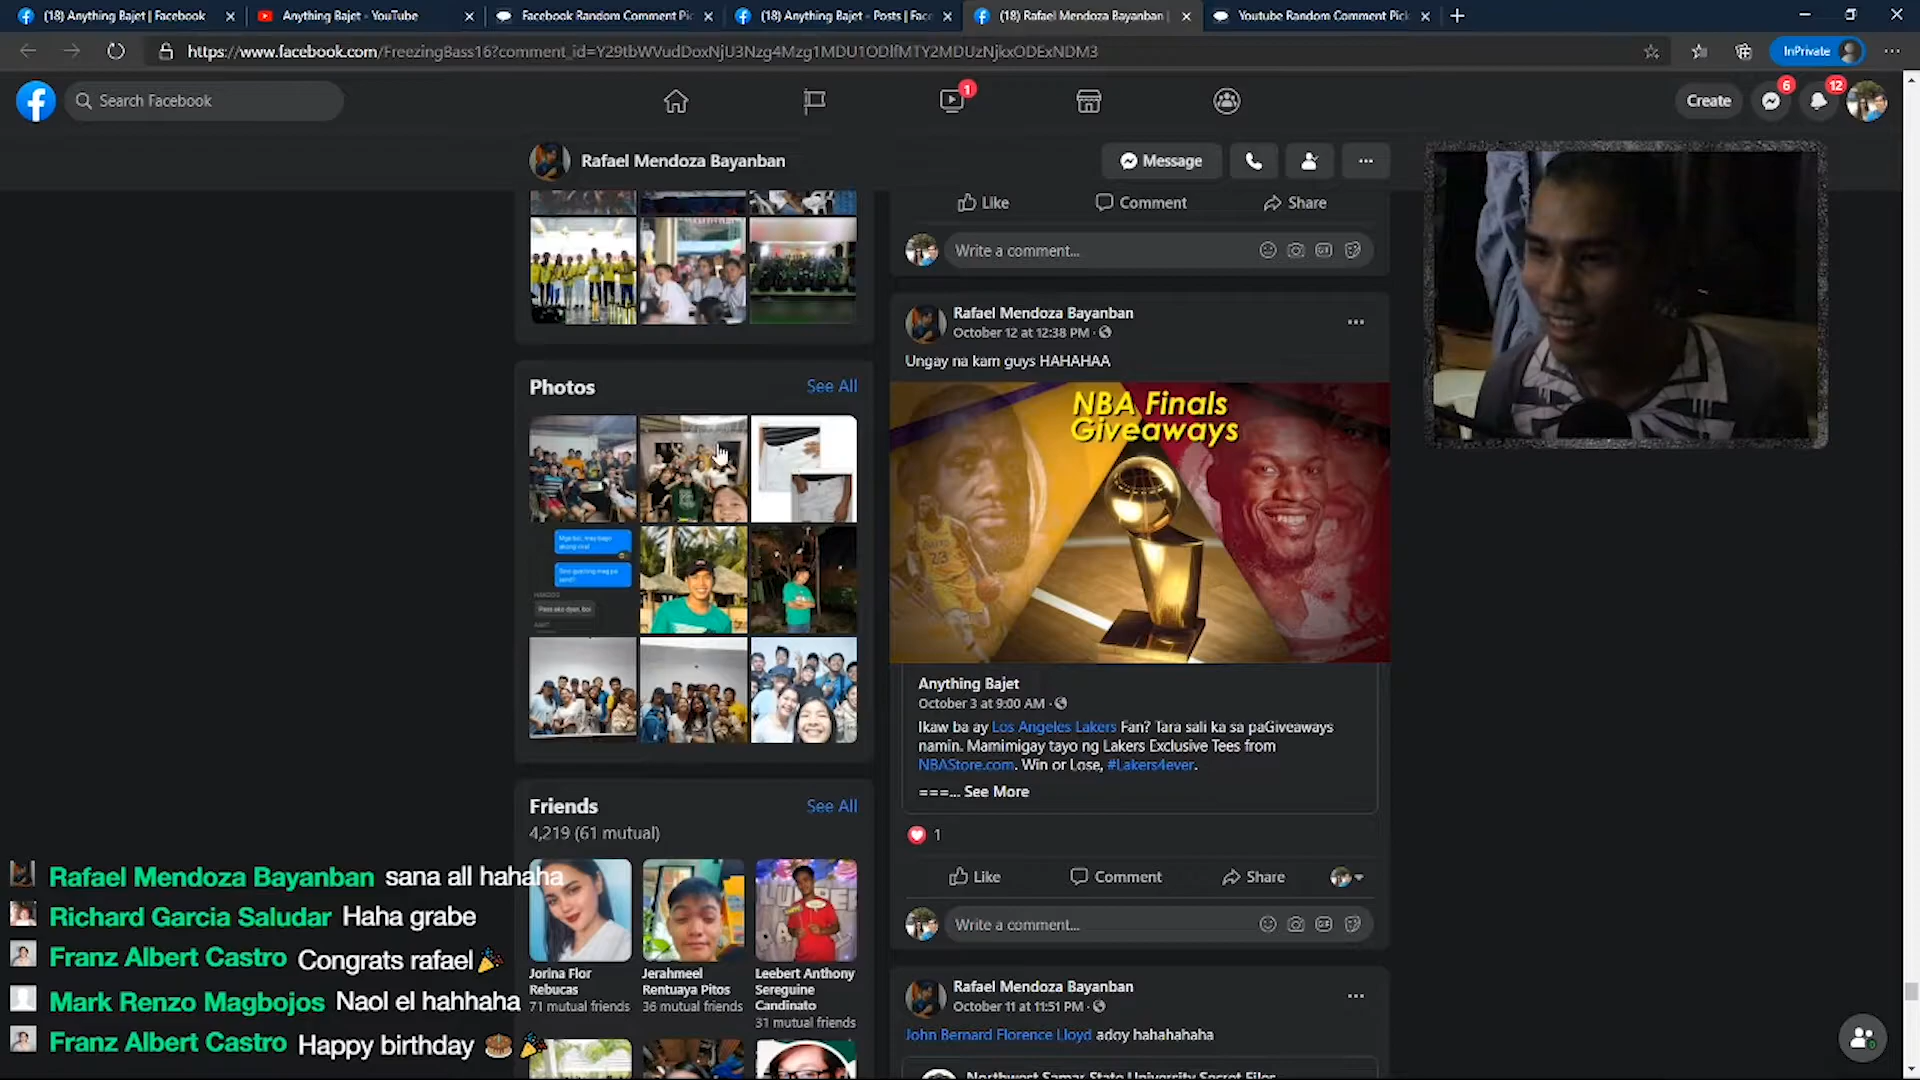 (18) Anything Bajet | Facebook
Anything Bajet - YouTube
Facebook Random Comment Pic
(18) Anything Bajet - Posts | Face
(18) Rafael Mendoza Bayanban |
Youtube Random Comment Pick
https://www.facebook.com/FreezingBass16?comment_id=Y29tbWVudDoxNjU3Nzg4Mzg1MDU1ODlfMTY2MDUzNjkxODExNDM3
InPrivate
Search Facebook
1
Create
6
12
Rafael Mendoza Bayanban
Message
Like
Comment
Share
Write a comment...
Photos
See All
Rafael Mendoza Bayanban
October 12 at 12:38 PM
Ungay na kam guys HAHAHAA
NBA Finals
Giveaways
Anything Bajet
October 3 at 9:00 AM
Ikaw ba ay Los Angeles Lakers Fan? Tara sali ka sa paGiveaways
namin. Mamimigay tayo ng Lakers Exclusive Tees from
NBAStore.com. Win or Lose, #Lakers4ever.
===... See More
1
Like
Comment
Share
Write a comment...
Friends
See All
4,219 (61 mutual)
Jorina Flor
Rebucas
71 mutual friends
Jerahmeel
Rentuaya Pitos
36 mutual friends
Leebert Anthony
Sereguine
Candinato
31 mutual friends
Rafael Mendoza Bayanban
October 11 at 11:51 PM
John Bernard Florence Lloyd adoy hahahahaha
Northwest Samar State University Secret Files
Rafael Mendoza Bayanban sana all hahaha
Richard Garcia Saludar Haha grabe
Franz Albert Castro Congrats rafael🎉
Mark Renzo Magbojos Naol el hahhaha
Franz Albert Castro Happy birthday 🎂🎉